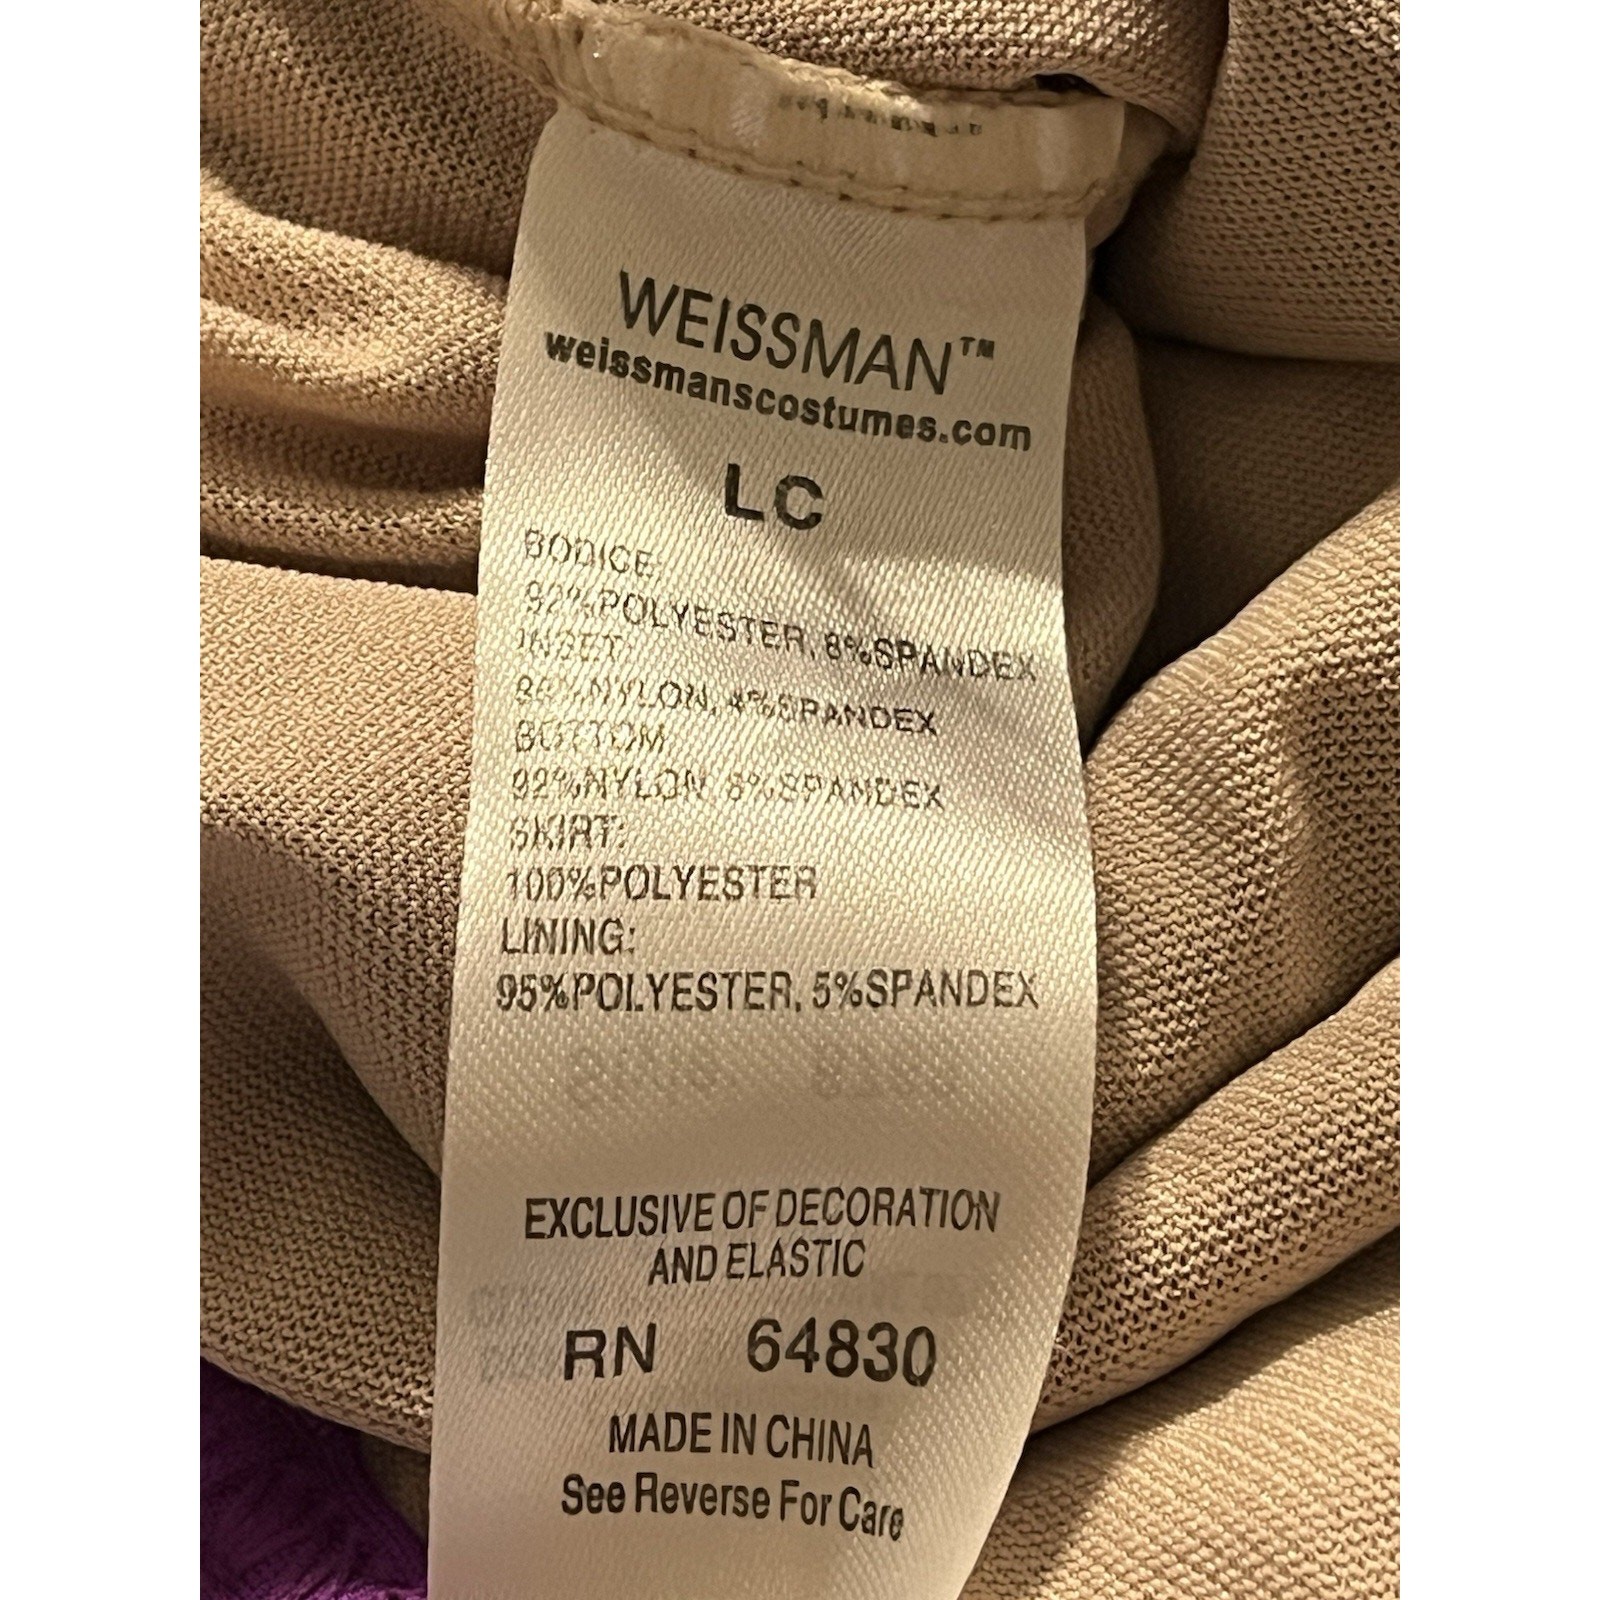 WEISSMAN™
weissmanscostumes.com
LC
BODICE:
92%POLYESTER, 8%SPANDEX
INSET:
NYLON, 4%SPANDEX
BOTTOM
92%NYLON, 8%SPANDEX
SKIRT:
100%POLYESTER
LINING:
95%POLYESTER, 5%SPANDEX
EXCLUSIVE OF DECORATION
AND ELASTIC
RN 64830
MADE IN CHINA
See Reverse For Care